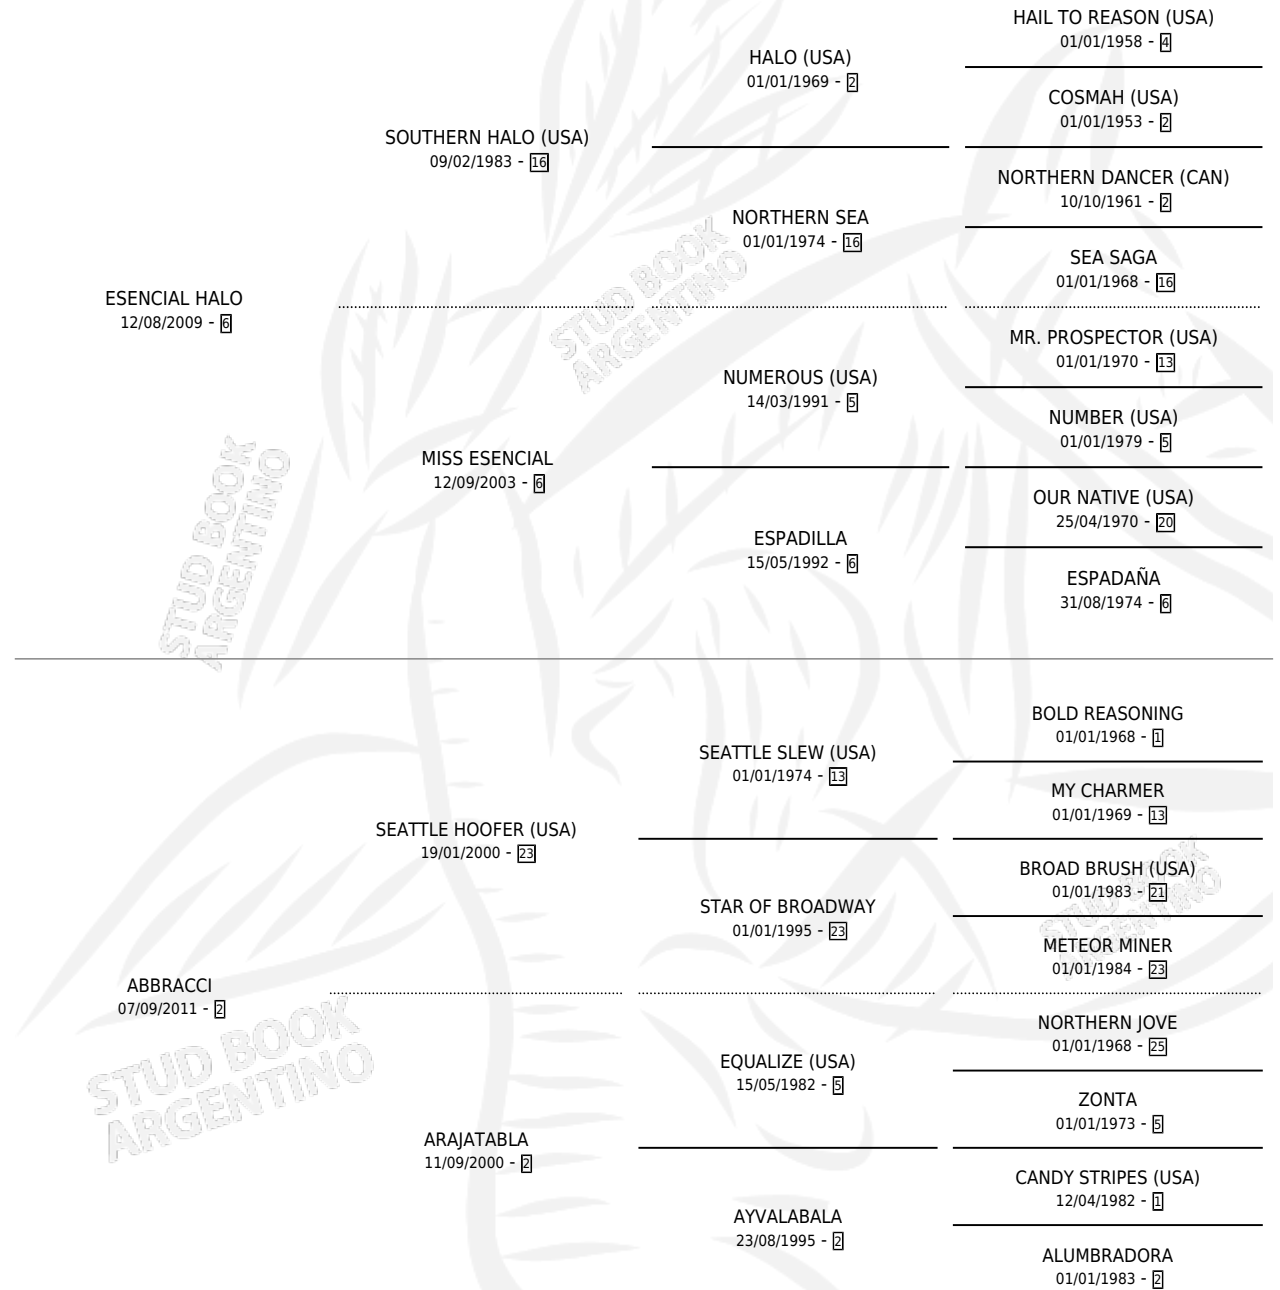 HAIL TO REASON (USA)
01/01/1958 - 4
HALO (USA)
01/01/1969 - 2
COSMAH (USA)
01/01/1953 - 2
SOUTHERN HALO (USA)
09/02/1983 - 16
NORTHERN DANCER (CAN)
10/10/1961 - 2
NORTHERN SEA
01/01/1974 - 16
SEA SAGA
01/01/1968 - 16
ESENCIAL HALO
12/08/2009 - 6
STUD BOOK
ARGENTINO
MR. PROSPECTOR (USA)
01/01/1970 - 13
NUMEROUS (USA)
14/03/1991 - 5
NUMBER (USA)
01/01/1979 - 5
MISS ESENCIAL
12/09/2003 - 6
OUR NATIVE (USA)
25/04/1970 - 20
ESPADILLA
15/05/1992 - 6
ESPADAÑA
31/08/1974 - 6
STUD BOOK
ARGENTINO
BOLD REASONING
01/01/1968 - 1
SEATTLE SLEW (USA)
01/01/1974 - 13
MY CHARMER
01/01/1969 - 13
SEATTLE HOOFER (USA)
19/01/2000 - 23
BROAD BRUSH (USA)
01/01/1983 - 21
STAR OF BROADWAY
01/01/1995 - 23
STUD BOOK
ARGENTINO
METEOR MINER
01/01/1984 - 23
ABBRACCI
07/09/2011 - 2
NORTHERN JOVE
01/01/1968 - 25
EQUALIZE (USA)
15/05/1982 - 5
STUD BOOK
ARGENTINO
ZONTA
01/01/1973 - 5
ARAJATABLA
11/09/2000 - 2
CANDY STRIPES (USA)
12/04/1982 - 1
AYVALABALA
23/08/1995 - 2
ALUMBRADORA
01/01/1983 - 2